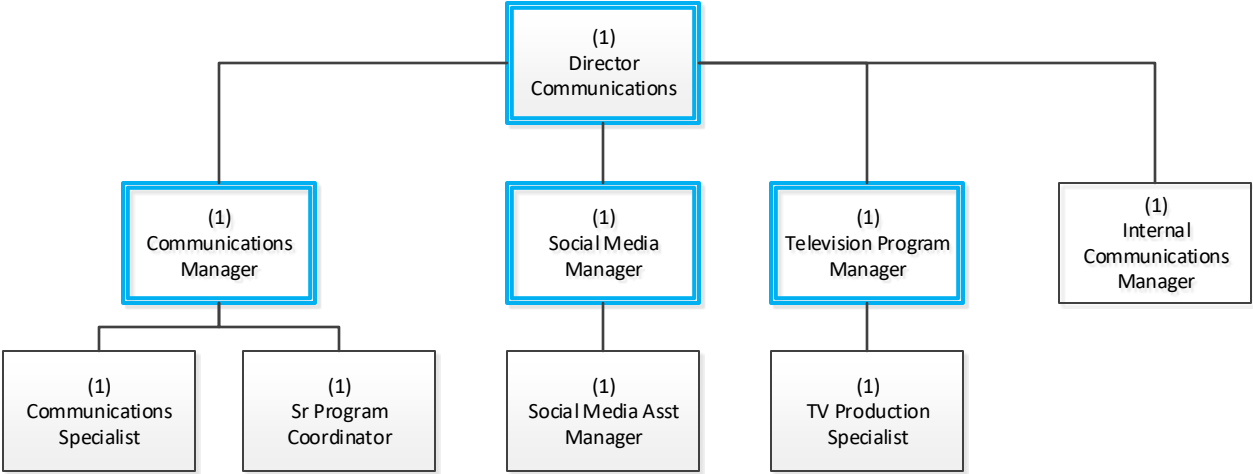 (1)
Director
Communications
(1)
Communications
Manager
(1)
Social Media
Manager
(1)
Television Program
Manager
(1)
Internal
Communications
Manager
(1)
Communications
Specialist
(1)
Sr Program
Coordinator
(1)
Social Media Asst
Manager
(1)
TV Production
Specialist